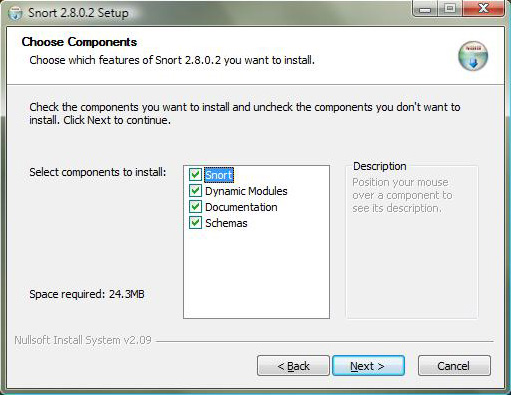 Snort 2.8.0.2 Setup
Choose Components
Choose which features of Snort 2.8.0.2 you want to install.
Check the components you want to install and uncheck the components you don't want to
install. Click Next to continue.
Select components to install:
Snort
Dynamic Modules
Documentation
Schemas
Description
Position your mouse
over a component to
see its description.
Space required: 24.3MB
Nullsoft Install System v2.09
< Back
Next >
Cancel